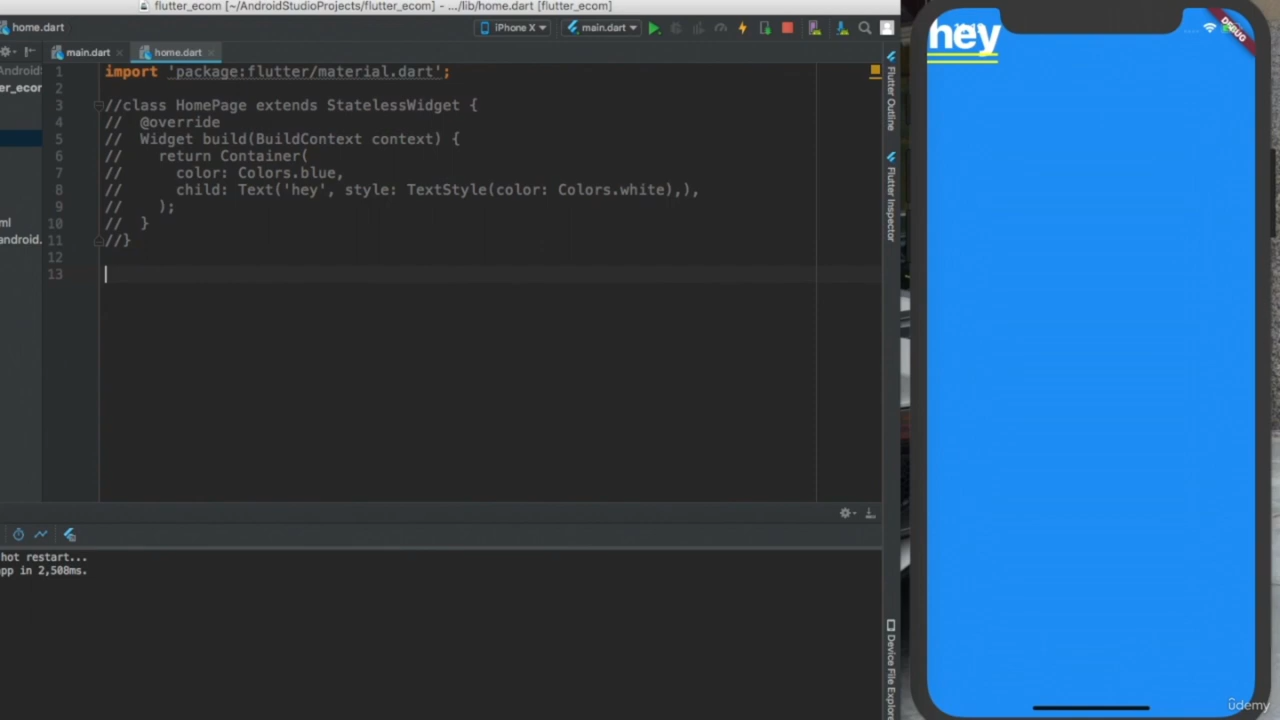 flutter_ecom [~/AndroidStudioProjects/flutter_ecom] - .../lib/home.dart [flutter_ecom]
home.dart
iPhone X
main.dart
main.dart
home.dart
Android
er_ecom
ml
android.
1 import 'package:flutter/material.dart';
2
3 //class HomePage extends StatelessWidget {
4 //  @override
5 //  Widget build(BuildContext context) {
6 //    return Container(
7 //      color: Colors.blue,
8 //      child: Text('hey', style: TextStyle(color: Colors.white),),
9 //    );
10 //  }
11 //}
12
13
hot restart...
pp in 2,508ms.
Flutter Outline
Flutter Inspector
Device File Explore
hey
DEBUG
ûdemy